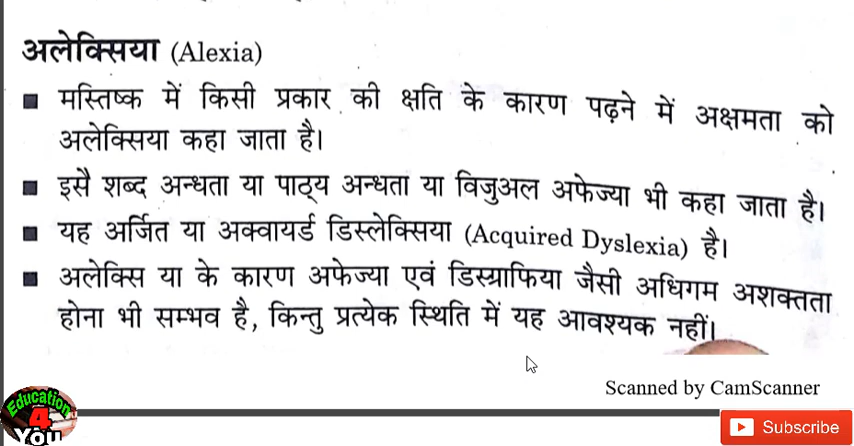 अलेक्सिया (Alexia)
■ मस्तिष्क में किसी प्रकार की क्षति के कारण पढ़ने में अक्षमता को
अलेक्सिया कहा जाता है।
■ इसै शब्द अन्धता या पाठ्य अन्धता या विजुअल अफेज्या भी कहा जाता है।
■ यह अर्जित या अक्वायर्ड डिस्लेक्सिया (Acquired Dyslexia) है।
■ अलेक्सि या के कारण अफेज्या एवं डिस्ग्राफिया जैसी अधिगम अशक्तता
होना भी सम्भव है, किन्तु प्रत्येक स्थिति में यह आवश्यक नहीं।
Scanned by CamScanner
Education
4
You
Subscribe